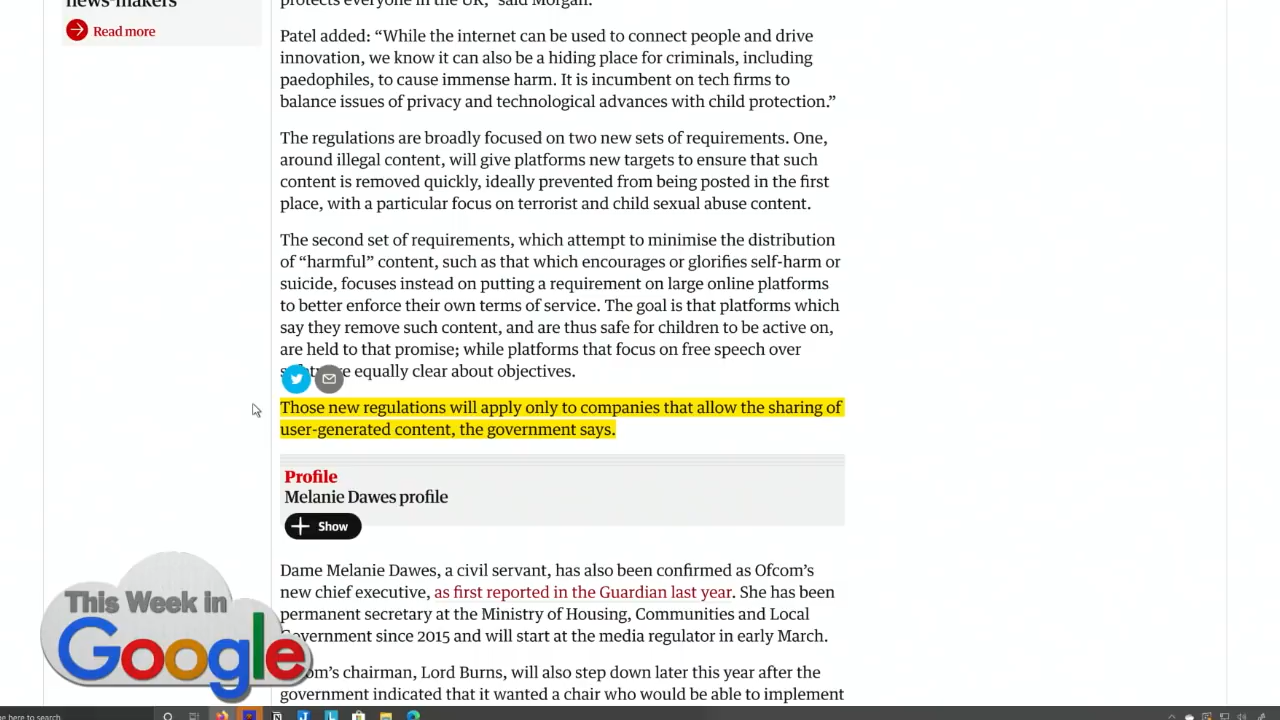 news-makers
Read more
protects everyone in the UK," said Morgan.
Patel added: “While the internet can be used to connect people and drive
innovation, we know it can also be a hiding place for criminals, including
paedophiles, to cause immense harm. It is incumbent on tech firms to
balance issues of privacy and technological advances with child protection.”
The regulations are broadly focused on two new sets of requirements. One,
around illegal content, will give platforms new targets to ensure that such
content is removed quickly, ideally prevented from being posted in the first
place, with a particular focus on terrorist and child sexual abuse content.
The second set of requirements, which attempt to minimise the distribution
of “harmful” content, such as that which encourages or glorifies self-harm or
suicide, focuses instead on putting a requirement on large online platforms
to better enforce their own terms of service. The goal is that platforms which
say they remove such content, and are thus safe for children to be active on,
are held to that promise; while platforms that focus on free speech over
equally clear about objectives.
Those new regulations will apply only to companies that allow the sharing of
user-generated content, the government says.
Profile
Melanie Dawes profile
Show
Dame Melanie Dawes, a civil servant, has also been confirmed as Ofcom’s
new chief executive, as first reported in the Guardian last year. She has been
permanent secretary at the Ministry of Housing, Communities and Local
Government since 2015 and will start at the media regulator in early March.
chairman, Lord Burns, will also step down later this year after the
government indicated that it wanted a chair who would be able to implement
This Week in
Google
here to search